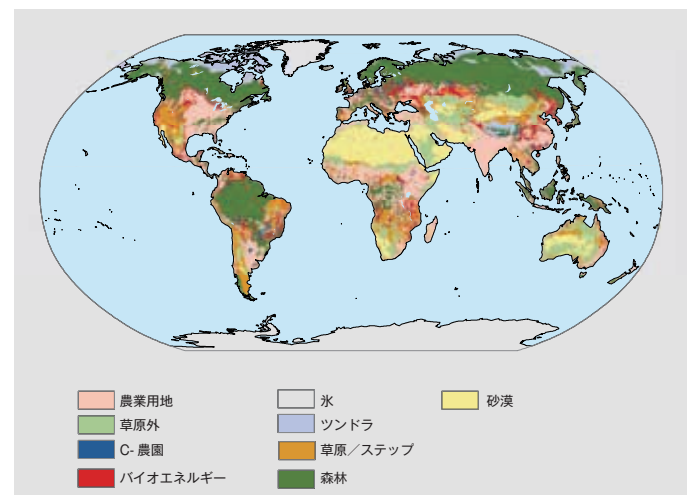 農業用地
草原外
C- 農園
バイオエネルギー
氷
ツンドラ
草原／ステップ
森林
砂漠